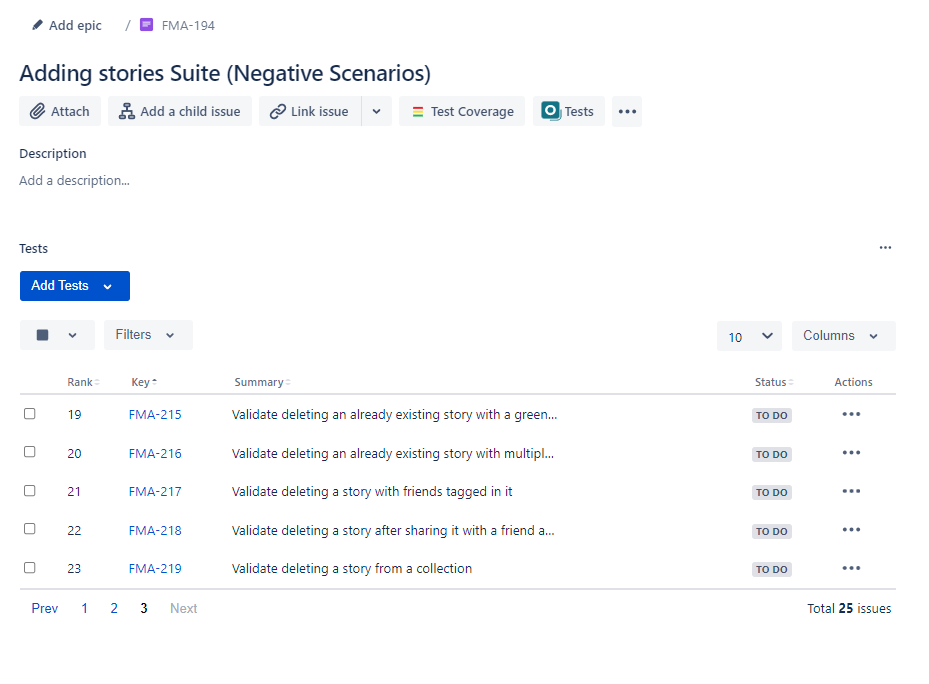 Add epic / FMA-194
Adding stories Suite (Negative Scenarios)
Attach Add a child issue Link issue Test Coverage Tests
Description
Add a description...
Tests
Add Tests
Filters 10 Columns
Rank Key Summary Status Actions
19 FMA-215 Validate deleting an already existing story with a green... TO DO
20 FMA-216 Validate deleting an already existing story with multipl... TO DO
21 FMA-217 Validate deleting a story with friends tagged in it TO DO
22 FMA-218 Validate deleting a story after sharing it with a friend a... TO DO
23 FMA-219 Validate deleting a story from a collection TO DO
Prev 1 2 3 Next Total 25 issues